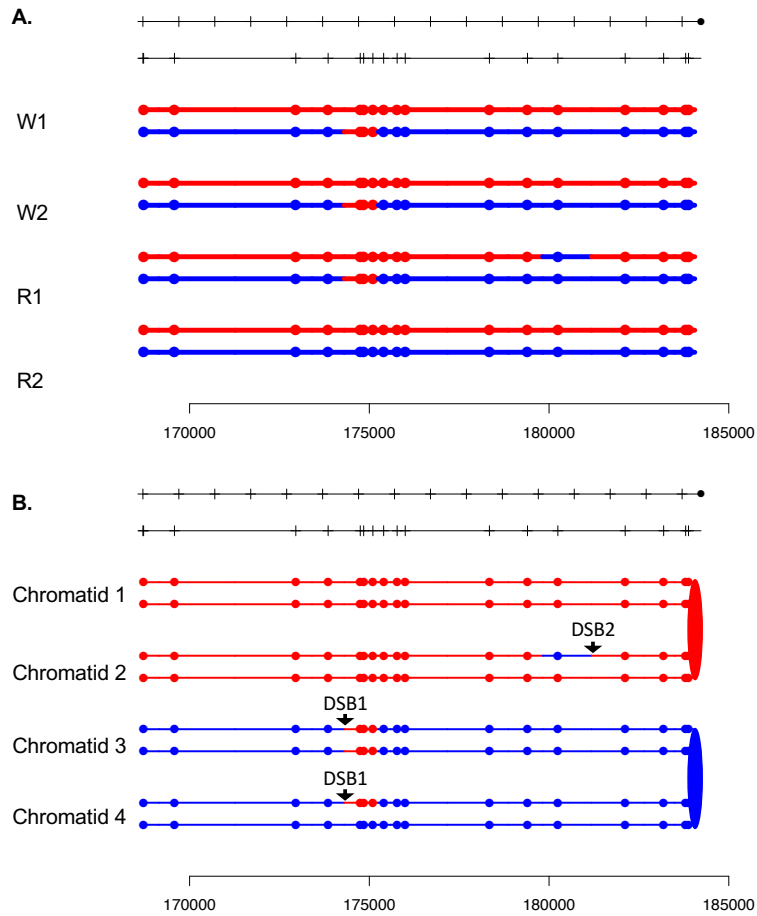 A.
W1
W2
R1
R2
170000 175000 180000 185000
B.
Chromatid 1
DSB2
Chromatid 2
DSB1
Chromatid 3
DSB1
Chromatid 4
170000 175000 180000 185000